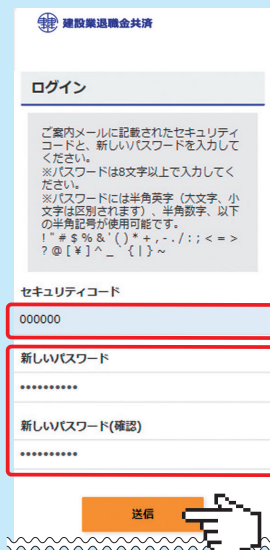 建設業退職金共済
ログイン
ご案内メールに記載されたセキュリティ
コードと、新しいパスワードを入力して
ください。
※パスワードは8文字以上で入力してく
ださい。
※パスワードには半角英字（大文字、小
文字は区別されます）、半角数字、以下
の半角記号が使用可能です。
! " # $ % & ' ( ) * + , - . / : ; < = >
? @ [ ¥ ] ^ _ ` { | } ~
セキュリティコード
000000
新しいパスワード
••••••••••
新しいパスワード(確認)
••••••••••
送信